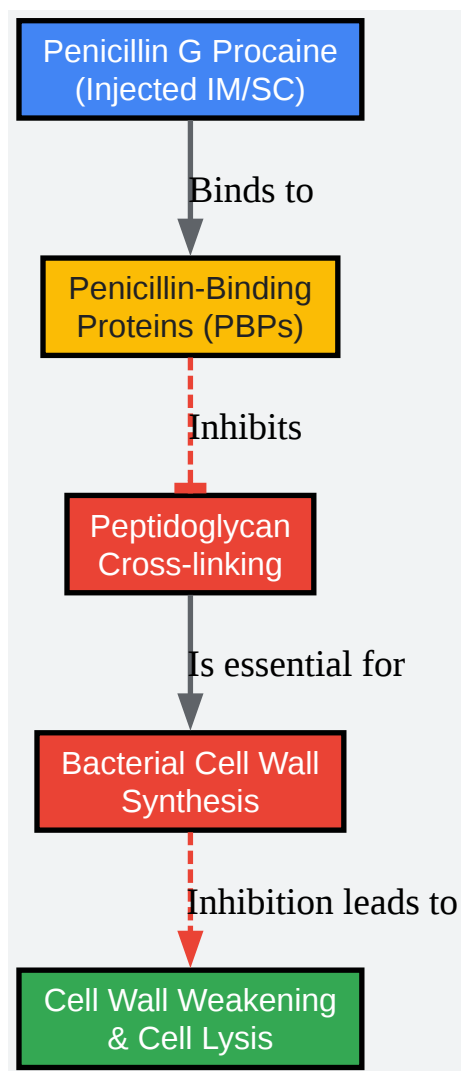 Penicillin G Procaine
(Injected IM/SC)
Binds to
Penicillin-Binding
Proteins (PBPs)
Inhibits
Peptidoglycan
Cross-linking
Is essential for
Bacterial Cell Wall
Synthesis
Inhibition leads to
Cell Wall Weakening
& Cell Lysis